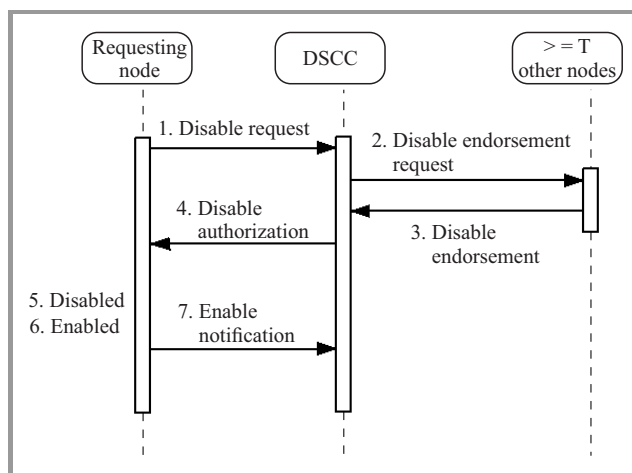 Requesting
node
DSCC
> = T
other nodes
1. Disable request
2. Disable endorsement
request
4. Disable
authorization
3. Disable
endorsement
5. Disabled
6. Enabled
7. Enable
notification